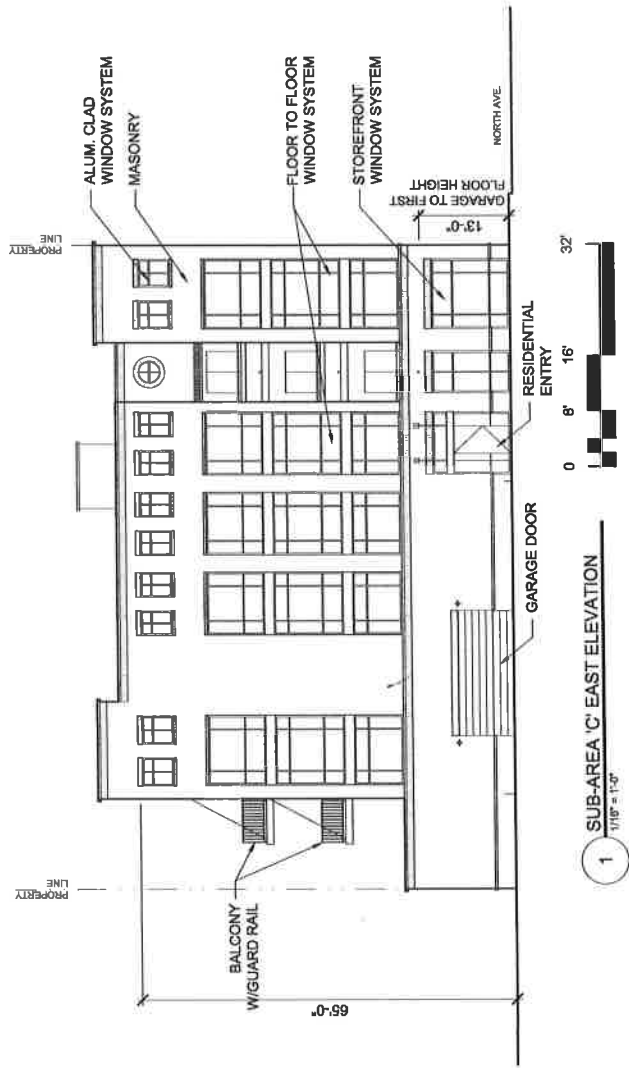 PROPERTY
LINE
BALCONY
W/GUARD RAIL
65'-0"
PROPERTY
LINE
ALUM. CLAD
WINDOW SYSTEM
MASONRY
FLOOR TO FLOOR
WINDOW SYSTEM
STOREFRONT
WINDOW SYSTEM
GARAGE TO FIRST
FLOOR HEIGHT
13'-0"
NORTH AVE.
RESIDENTIAL
ENTRY
GARAGE DOOR
0 8' 16' 32'
1
SUB-AREA 'C' EAST ELEVATION
1/16" = 1'-0"